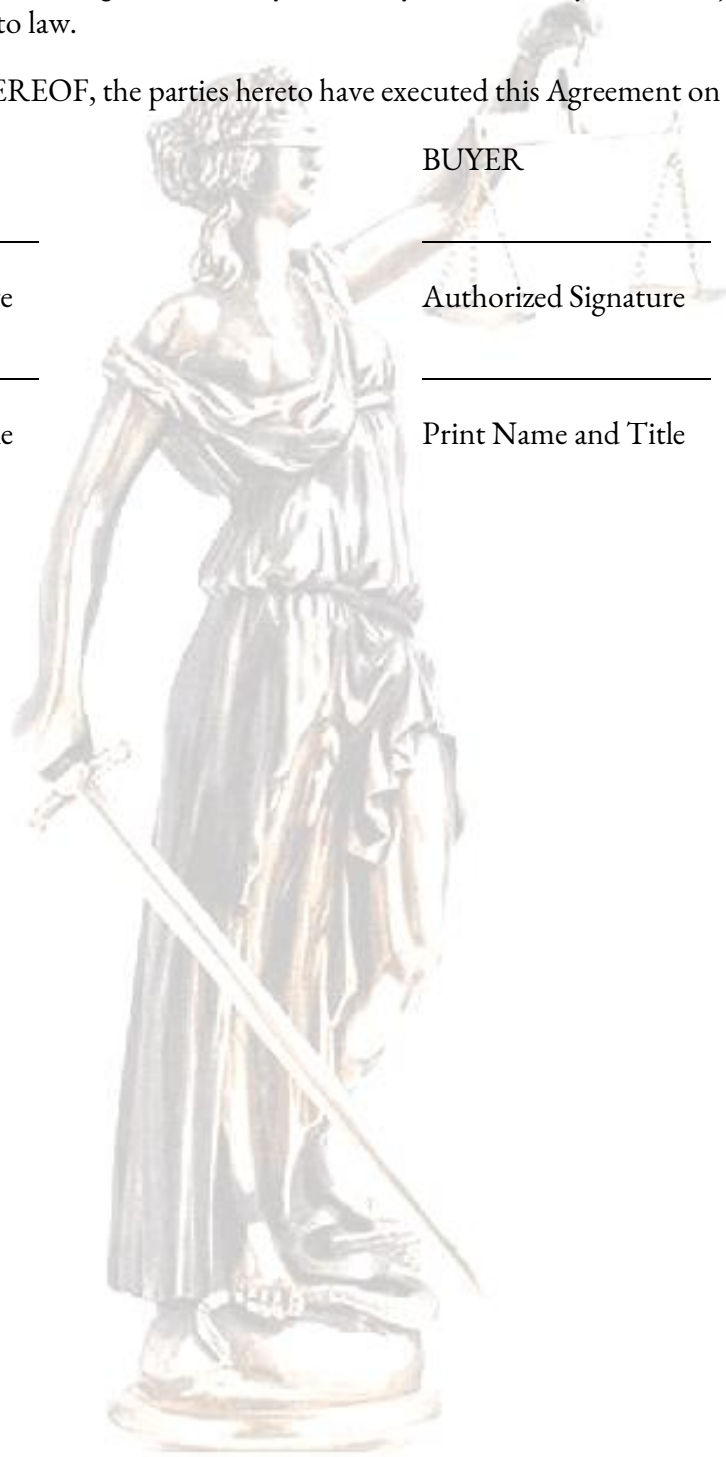 to law.
EREOF, the parties hereto have executed this Agreement on
BUYER
e Authorized Signature
e Print Name and Title